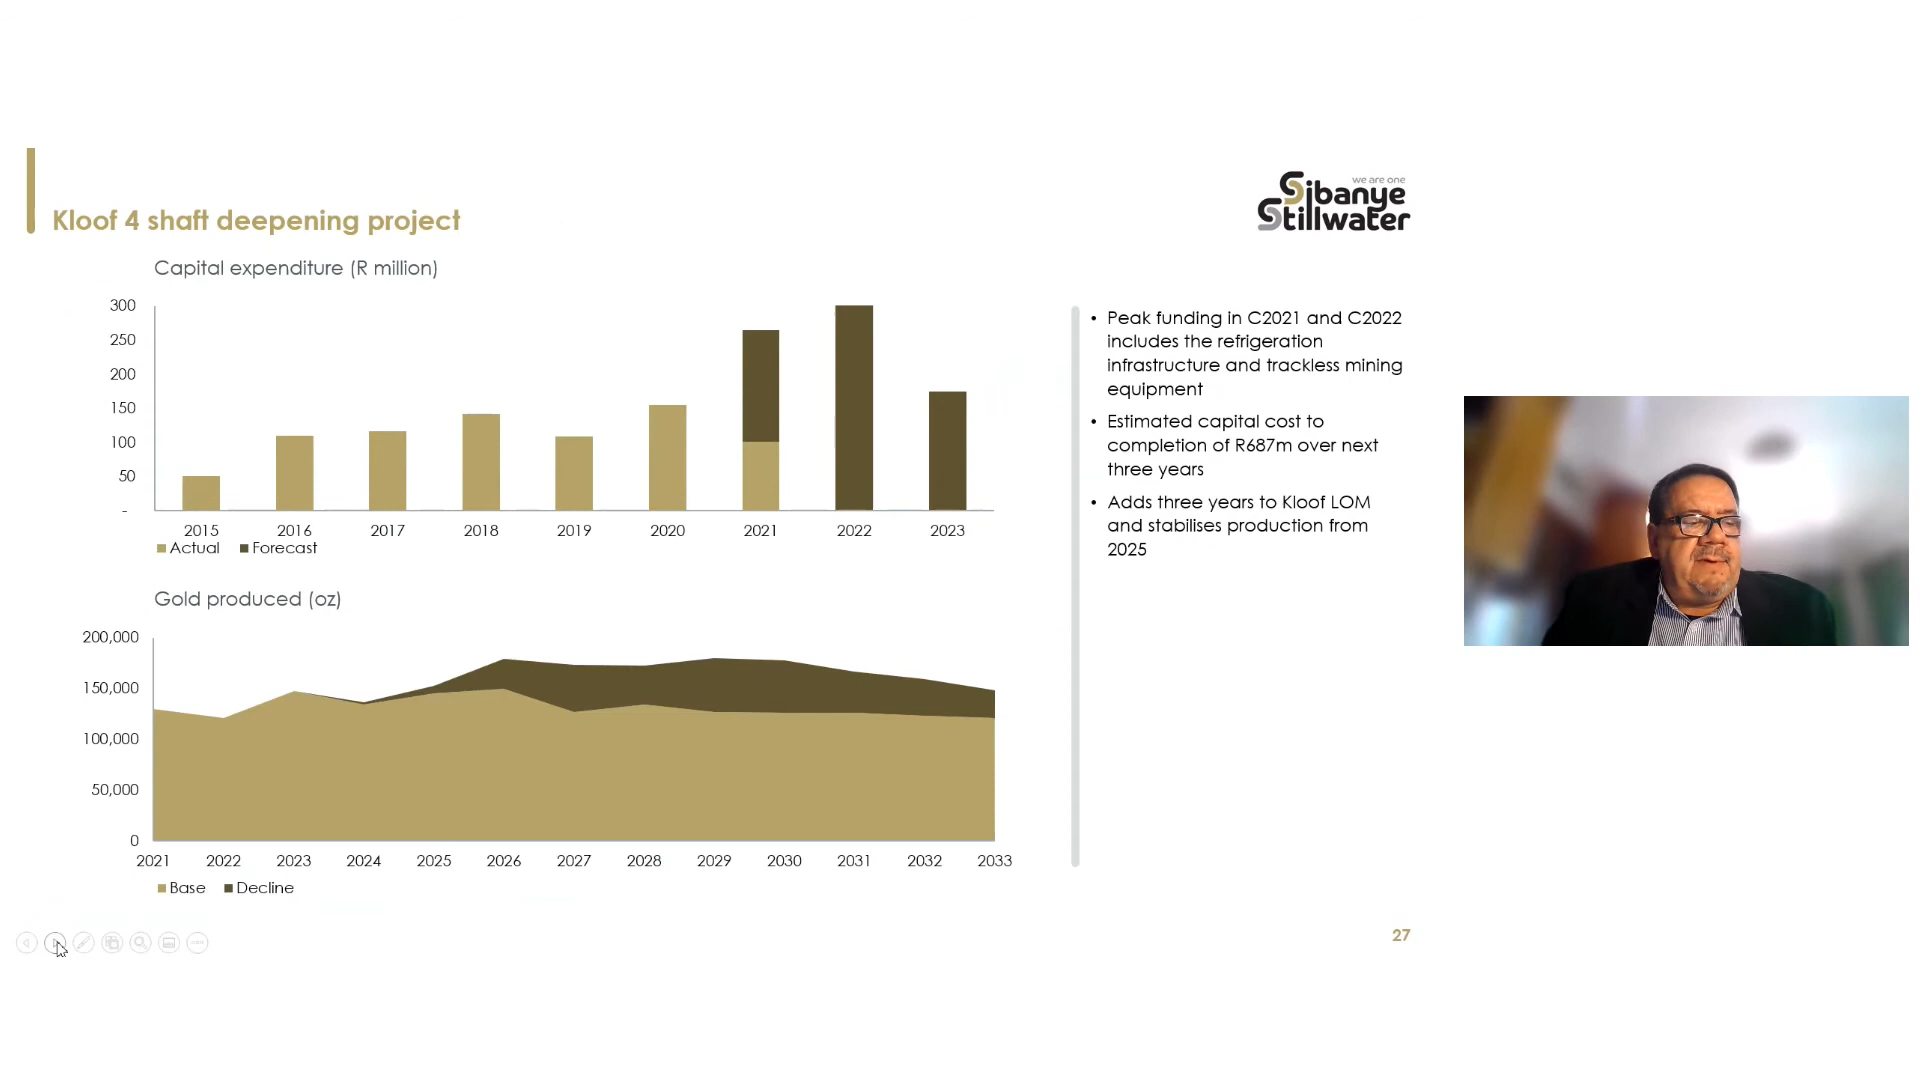 Kloof 4 shaft deepening project
we are one
Sibanye
Stillwater
Capital expenditure (R million)
300
250
200
150
100
50
-
2015 2016 2017 2018 2019 2020 2021 2022 2023
Actual Forecast
Gold produced (oz)
200,000
150,000
100,000
50,000
0
2021 2022 2023 2024 2025 2026 2027 2028 2029 2030 2031 2032 2033
Base Decline
• Peak funding in C2021 and C2022
includes the refrigeration
infrastructure and trackless mining
equipment
• Estimated capital cost to
completion of R687m over next
three years
• Adds three years to Kloof LOM
and stabilises production from
2025
27